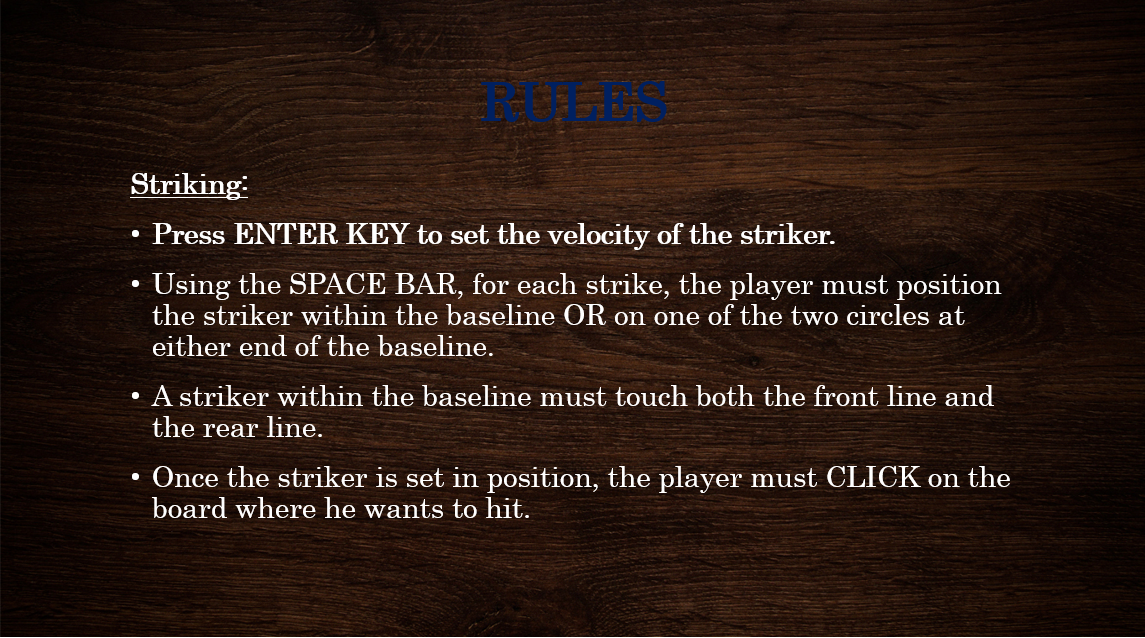 RULES
Striking:
• Press ENTER KEY to set the velocity of the striker.
• Using the SPACE BAR, for each strike, the player must position
the striker within the baseline OR on one of the two circles at
either end of the baseline.
• A striker within the baseline must touch both the front line and
the rear line.
• Once the striker is set in position, the player must CLICK on the
board where he wants to hit.